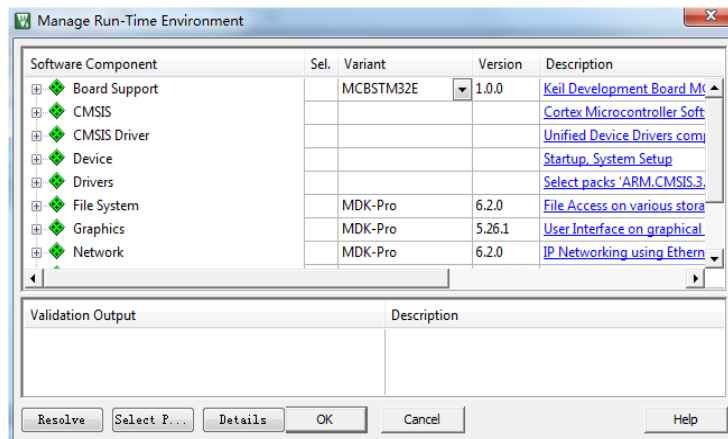 Manage Run-Time Environment
Software Component Sel. Variant Version Description
Board Support MCBSTM32E 1.0.0 Keil Development Board
CMSIS Cortex Microcontroller Soft
CMSIS Driver Unified Device Drivers comp
Device Startup, System Setup
Drivers Select packs 'ARM.CMSIS.3.
File System MDK-Pro 6.2.0 File Access on various stora
Graphics MDK-Pro 5.26.1 User Interface on graphical
Network MDK-Pro 6.2.0 IP Networking using Ethern
Validation Output Description
Resolve Select P... Details OK Cancel Help